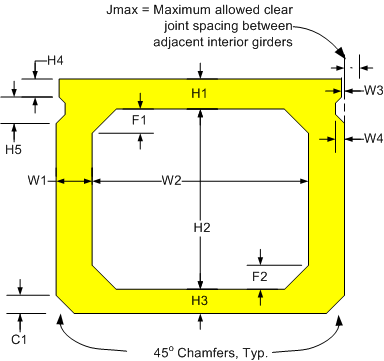 Jmax = Maximum allowed clear
joint spacing between
adjacent interior girders
H4
W3
H1
F1
H5
W4
W1
W2
H2
F2
H3
C1
45° Chamfers, Typ.